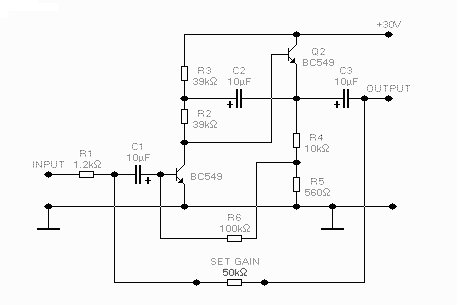 +30V
Q2
BC549
R3
39kΩ
C2
10µF
C3
10µF
OUTPUT
R2
39kΩ
R4
10kΩ
C1
10µF
R1
1.2kΩ
INPUT
BC549
R5
560Ω
R6
100kΩ
SET GAIN
50kΩ